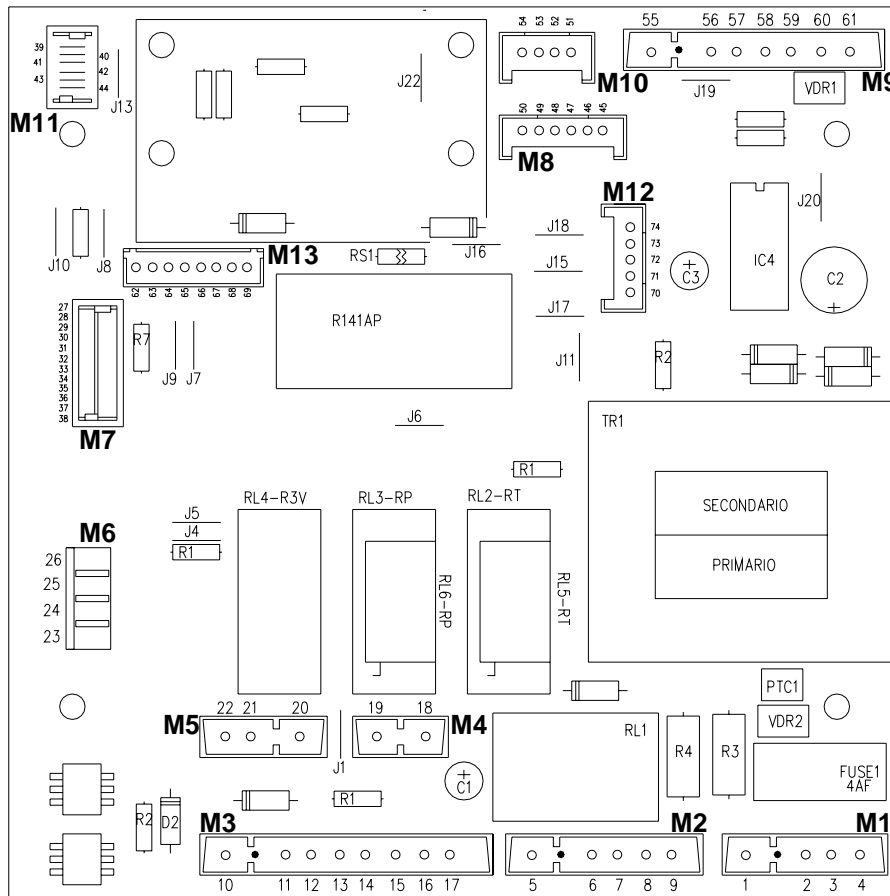 54 53 52 51
55 56 57 58 59 60 61
39
41
43
40
42
44
J13
M11
J22
M10
J19
VDR1
M9
50 49 48 47 46 45
M8
M12
J20
J10
J8
M13
RS1
J16
J18
J15
J17
74
73
72
71
70
C3
IC4
C2
62 63 64 65 66 67 68 69
27
28
29
30
31
32
33
34
35
36
37
38
R7
J9
J7
R141AP
J11
R2
M7
J6
TR1
R1
SECONDARIO
PRIMARIO
RL4-R3V
RL3-RP
RL2-RT
J5
J4
R1
M6
26
25
24
23
RL6-RP
RL5-RT
PTC1
VDR2
M5
22 21 20
J1
19 18
M4
C1
RL1
R4
R3
FUSE1
4AF
R1
R2
D2
M3
M2
M1
10 11 12 13 14 15 16 17
5 6 7 8 9
1 2 3 4